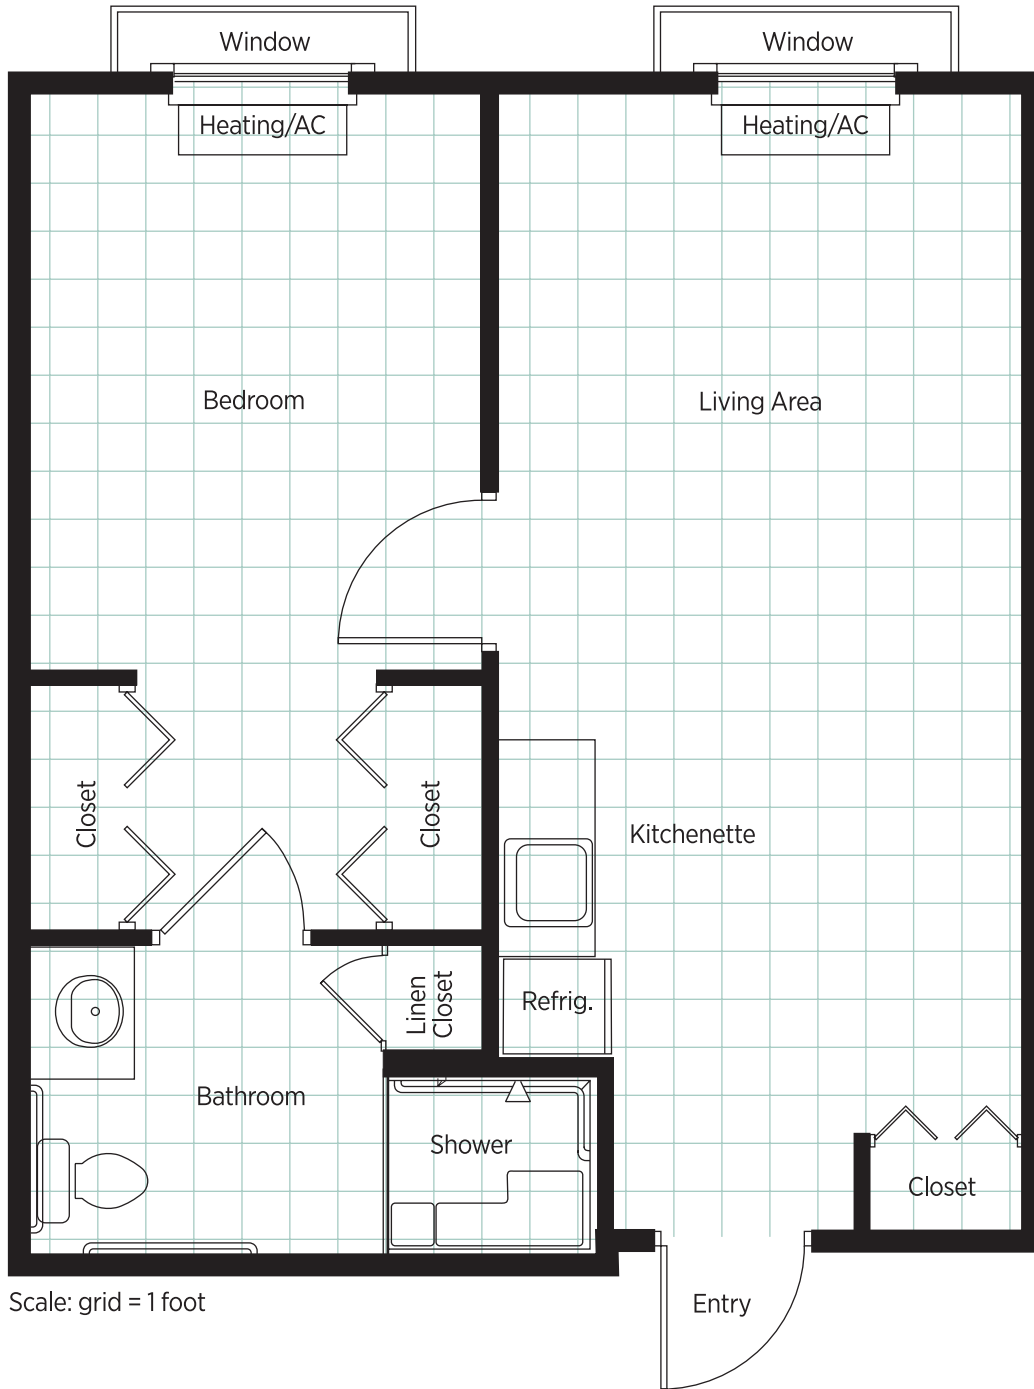 Window
Window
Heating/AC
Heating/AC
Bedroom
Living Area
Closet
Closet
Kitchenette
Linen
Closet
Refrig.
Bathroom
Shower
Closet
Scale: grid = 1 foot
Entry